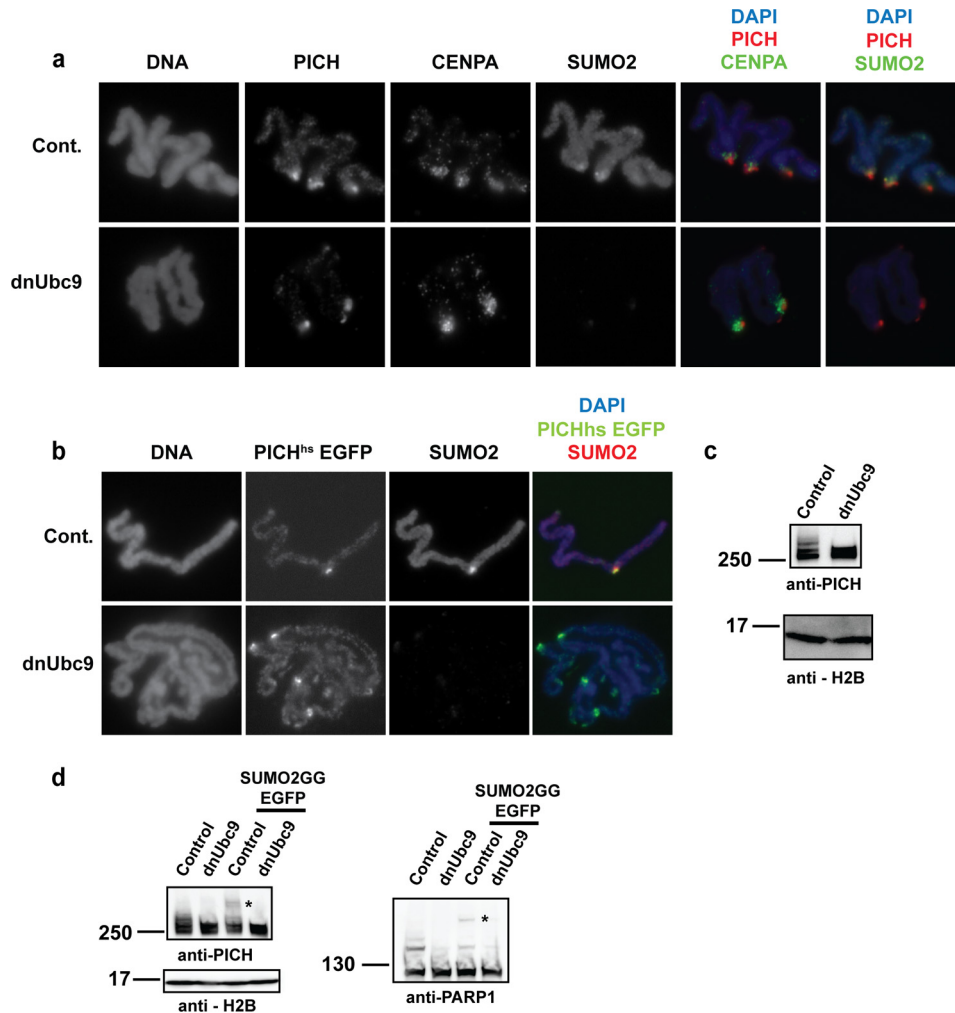 a
DNA
PICH
CENPA
SUMO2
DAPI
PICH
CENPA
DAPI
PICH
SUMO2
Cont.
dnUbc9
b
DNA
PICHhs EGFP
SUMO2
DAPI
PICHhs EGFP
SUMO2
Cont.
dnUbc9
c
Control
dnUbc9
250
anti-PICH
17
anti - H2B
d
SUMO2GG
EGFP
Control
dnUbc9
Control
dnUbc9
*
250
anti-PICH
17
anti - H2B
SUMO2GG
EGFP
Control
dnUbc9
Control
dnUbc9
*
130
anti-PARP1